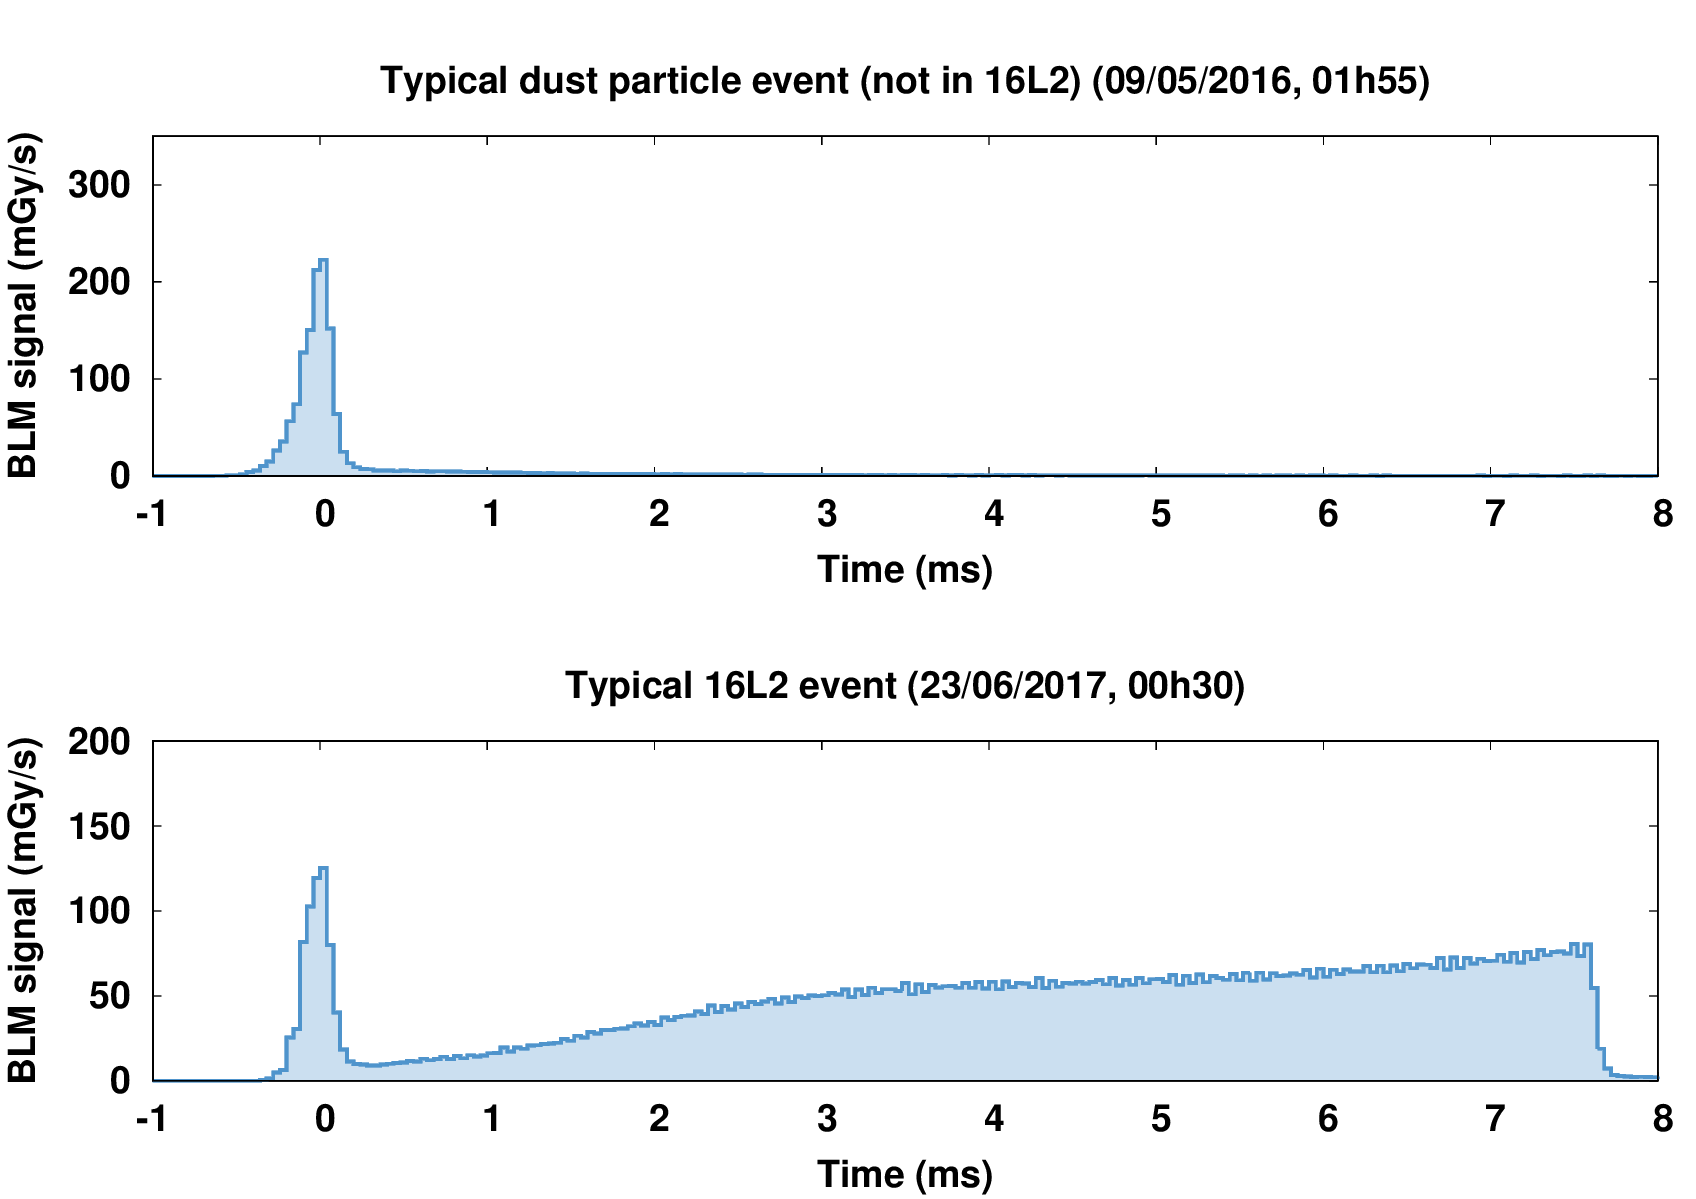 Typical dust particle event (not in 16L2) (09/05/2016, 01h55)
BLM signal (mGy/s)
300
200
100
0
-1 0 1 2 3 4 5 6 7 8
Time (ms)
Typical 16L2 event (23/06/2017, 00h30)
BLM signal (mGy/s)
200
150
100
50
0
-1 0 1 2 3 4 5 6 7 8
Time (ms)